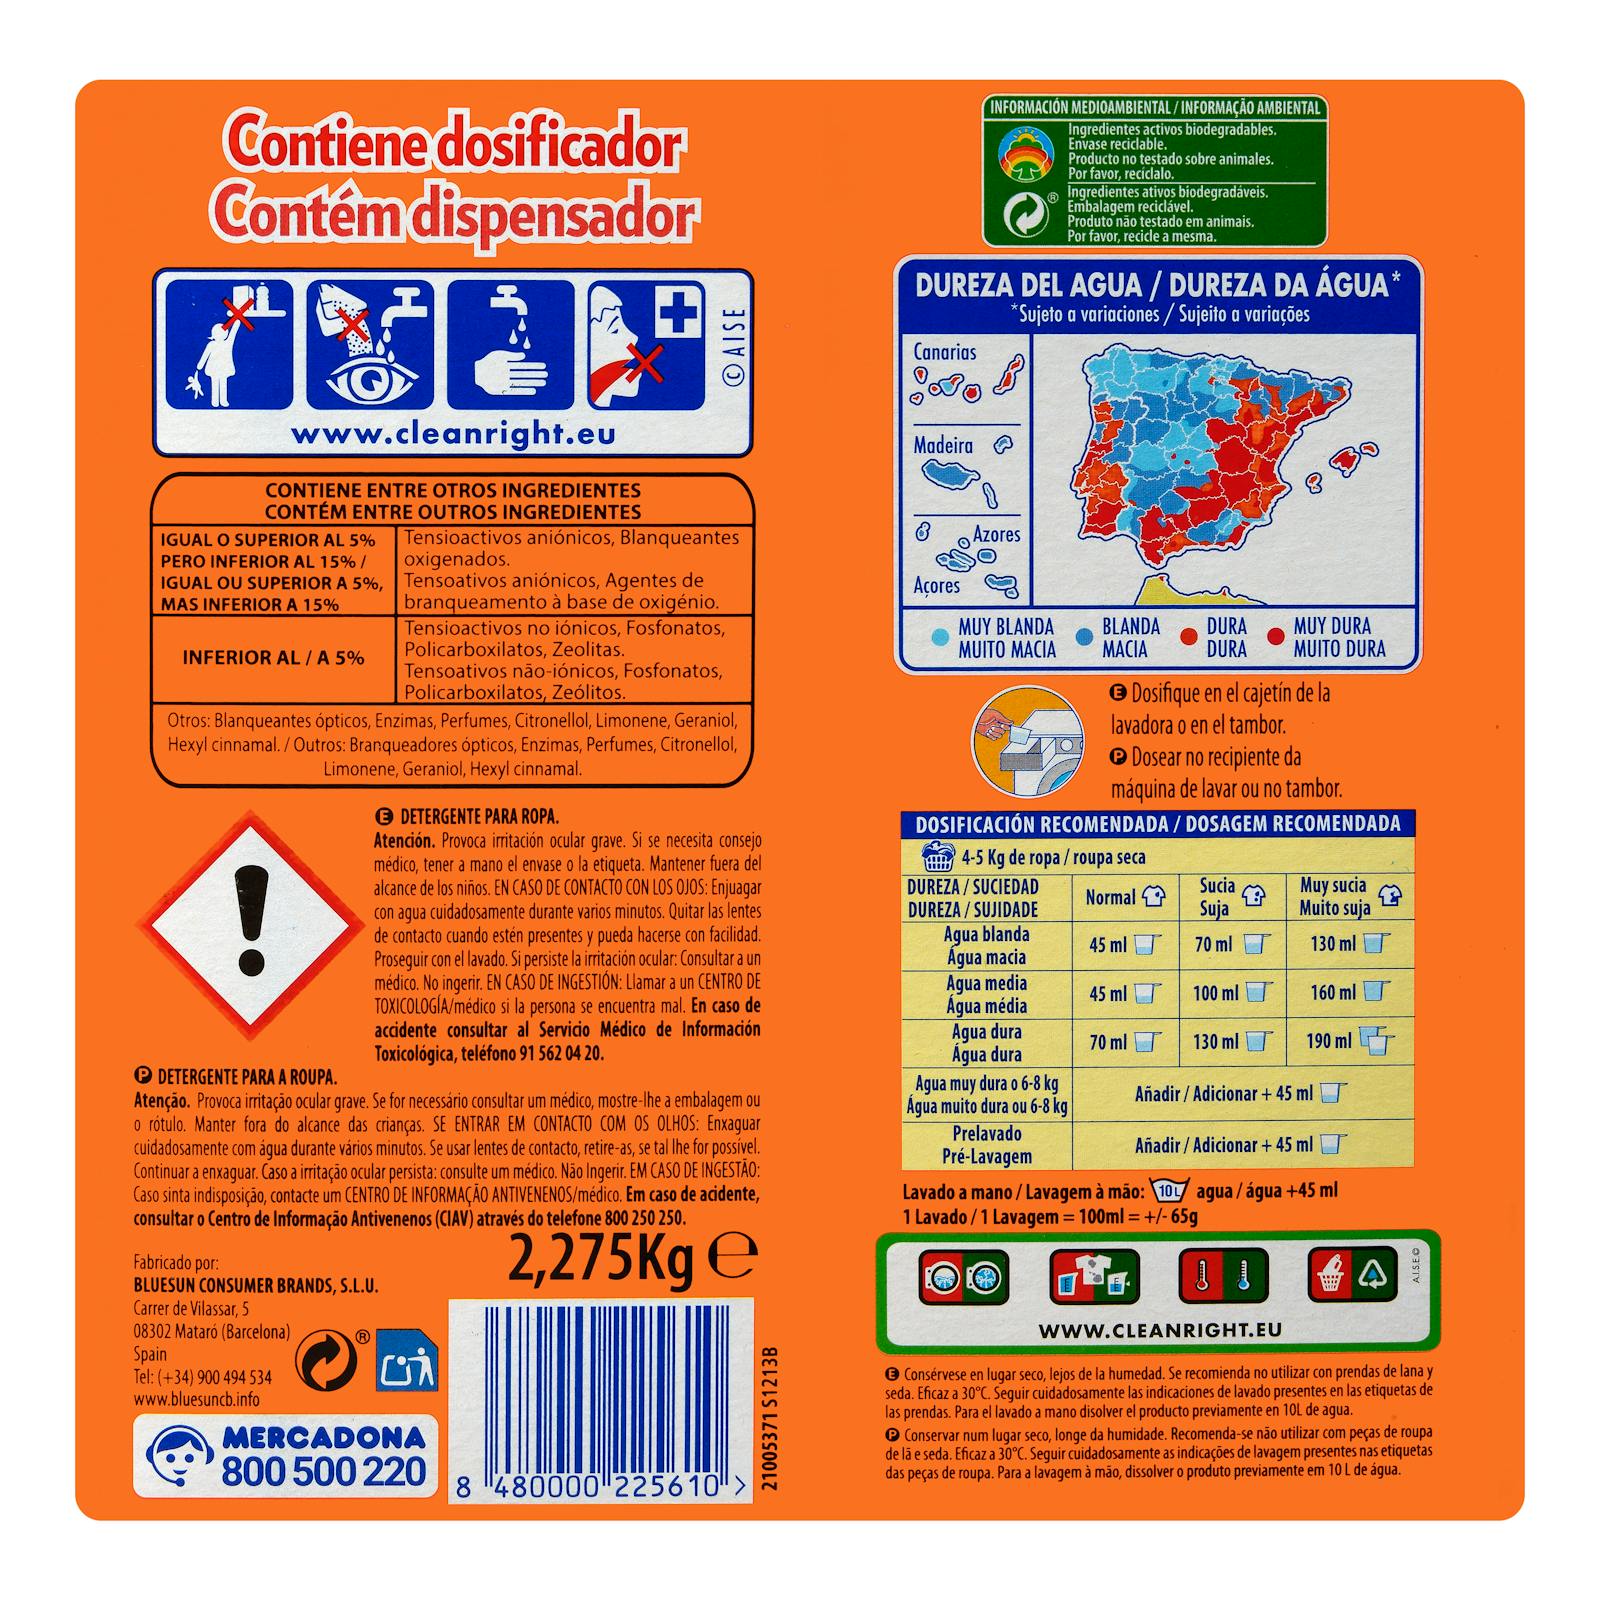 Contiene dosificador
Contém dispensador
© AISE
www.cleanright.eu
CONTIENE ENTRE OTROS INGREDIENTES
CONTÉM ENTRE OUTROS INGREDIENTES
IGUAL O SUPERIOR AL 5%
PERO INFERIOR AL 15% /
IGUAL OU SUPERIOR A 5%,
MAS INFERIOR A 15%
Tensioactivos aniónicos, Blanqueantes
oxigenados.
Tensoativos aniónicos, Agentes de
branqueamento à base de oxigénio.
INFERIOR AL / A 5%
Tensioactivos no iónicos, Fosfonatos,
Policarboxilatos, Zeolitas.
Tensoativos não-iónicos, Fosfonatos,
Policarboxilatos, Zeólitos.
Otros: Blanqueantes ópticos, Enzimas, Perfumes, Citronellol, Limonene, Geraniol,
Hexyl cinnamal. / Outros: Branqueadores ópticos, Enzimas, Perfumes, Citronellol,
Limonene, Geraniol, Hexyl cinnamal.
E DETERGENTE PARA ROPA.
Atención. Provoca irritación ocular grave. Si se necesita consejo
médico, tener a mano el envase o la etiqueta. Mantener fuera del
alcance de los niños. EN CASO DE CONTACTO CON LOS OJOS: Enjuagar
con agua cuidadosamente durante varios minutos. Quitar las lentes
de contacto cuando estén presentes y pueda hacerse con facilidad.
Proseguir con el lavado. Si persiste la irritación ocular: Consultar a un
médico. No ingerir. EN CASO DE INGESTIÓN: Llamar a un CENTRO DE
TOXICOLOGÍA/médico si la persona se encuentra mal. En caso de
accidente consultar al Servicio Médico de Información
Toxicológica, teléfono 91 562 04 20.
P DETERGENTE PARA A ROUPA.
Atenção. Provoca irritação ocular grave. Se for necessário consultar um médico, mostre-lhe a embalagem ou
o rótulo. Manter fora do alcance das crianças. SE ENTRAR EM CONTACTO COM OS OLHOS: Enxaguar
cuidadosamente com água durante vários minutos. Se usar lentes de contacto, retire-as, se tal lhe for possível.
Continuar a enxaguar. Caso a irritação ocular persista: consulte um médico. Não Ingerir. EM CASO DE INGESTÃO:
Caso sinta indisposição, contacte um CENTRO DE INFORMAÇÃO ANTIVENENOS/médico. Em caso de acidente,
consultar o Centro de Informação Antivenenos (CIAV) através do telefone 800 250 250.
2,275Kg e
Fabricado por:
BLUESUN CONSUMER BRANDS, S.L.U.
Carrer de Vilassar, 5
08302 Mataró (Barcelona)
Spain
Tel: (+34) 900 494 534
www.bluesuncb.info
®
MERCADONA
800 500 220
8 480000 225610 >
21005371 S1213B
INFORMACIÓN MEDIOAMBIENTAL / INFORMAÇÃO AMBIENTAL
Ingredientes activos biodegradables.
Envase reciclable.
Producto no testado sobre animales.
Por favor, recíclalo.
®
Ingredientes ativos biodegradáveis.
Embalagem reciclável.
Produto não testado em animais.
Por favor, recicle a mesma.
DUREZA DEL AGUA / DUREZA DA ÁGUA*
*Sujeto a variaciones / Sujeito a variações
Canarias
Madeira
Azores
Açores
MUY BLANDA
MUITO MACIA
BLANDA
MACIA
DURA
DURA
MUY DURA
MUITO DURA
E Dosifique en el cajetín de la
lavadora o en el tambor.
P Dosear no recipiente da
máquina de lavar ou no tambor.
DOSIFICACIÓN RECOMENDADA / DOSAGEM RECOMENDADA
4-5 Kg de ropa / roupa seca
DUREZA / SUCIEDAD
DUREZA / SUJIDADE
Normal
Sucia
Suja
Muy sucia
Muito suja
Agua blanda
Água macia
45 ml
70 ml
130 ml
Agua media
Água média
45 ml
100 ml
160 ml
Agua dura
Água dura
70 ml
130 ml
190 ml
Agua muy dura o 6-8 kg
Água muito dura ou 6-8 kg
Añadir / Adicionar + 45 ml
Prelavado
Pré-Lavagem
Añadir / Adicionar + 45 ml
Lavado a mano / Lavagem à mão: 10L agua / água +45 ml
1 Lavado / 1 Lavagem = 100ml = +/- 65g
A.I.S.E.©
WWW.CLEANRIGHT.EU
E Consérvese en lugar seco, lejos de la humedad. Se recomienda no utilizar con prendas de lana y
seda. Eficaz a 30°C. Seguir cuidadosamente las indicaciones de lavado presentes en las etiquetas de
las prendas. Para el lavado a mano disolver el producto previamente en 10L de agua.
P Conservar num lugar seco, longe da humidade. Recomenda-se não utilizar com peças de roupa
de lã e seda. Eficaz a 30°C. Seguir cuidadosamente as indicações de lavagem presentes nas etiquetas
das peças de roupa. Para a lavagem à mão, dissolver o produto previamente em 10 L de água.